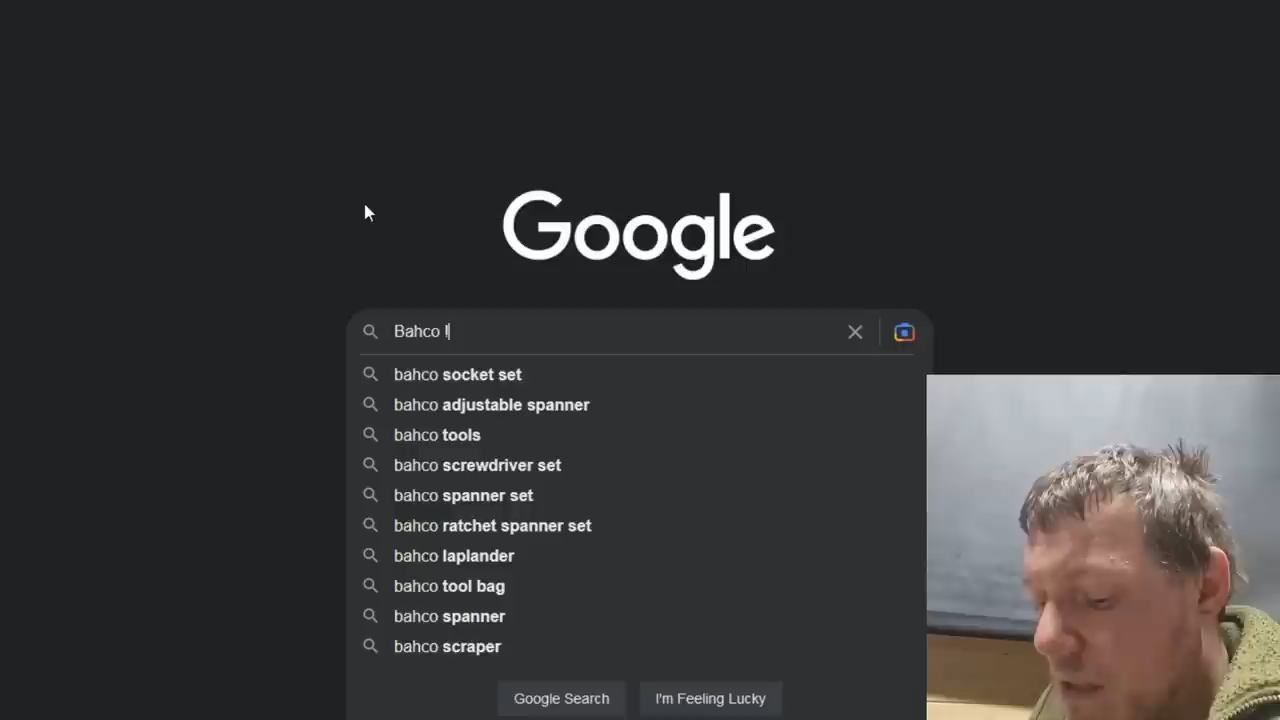 Google
Bahco l
bahco socket set
bahco adjustable spanner
bahco tools
bahco screwdriver set
bahco spanner set
bahco ratchet spanner set
bahco laplander
bahco tool bag
bahco spanner
bahco scraper
Google Search
I'm Feeling Lucky